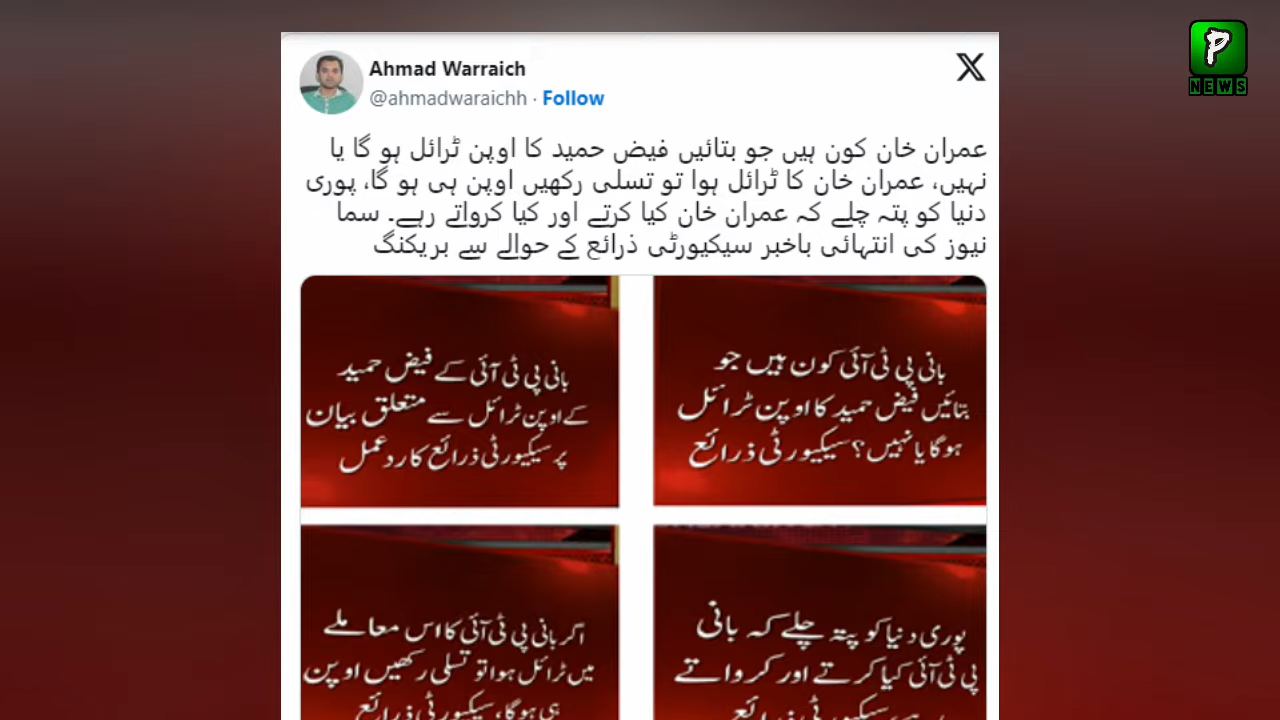 P
NEWS
Ahmad Warraich
@ahmadwaraichh · Follow
عمران خان کون ہیں جو بتائیں فیض حمید کا اوپن ٹرائل ہو گا یا
نہیں، عمران خان کا ٹرائل ہوا تو تسلی رکھیں اوپن ہی ہو گا، پوری
دنیا کو پتہ چلے کہ عمران خان کیا کرتے اور کیا کرواتے رہے۔ سما
نیوز کی انتہائی باخبر سیکیورٹی ذرائع کے حوالے سے بریکنگ
بانی پی ٹی آئی کون ہیں جو
بتائیں فیض حمید کا اوپن ٹرائل
ہوگا یا نہیں؟ سیکیورٹی ذرائع
بانی پی ٹی آئی کے فیض حمید
کے اوپن ٹرائل سے متعلق بیان
پر سیکیورٹی ذرائع کا ردعمل
پوری دنیا کو پتہ چلے کہ بانی
پی ٹی آئی کیا کرتے اور کرواتے
سیکیورٹی ذرائع
اگر بانی پی ٹی آئی کا اس معاملے
میں ٹرائل ہوا تو تسلی رکھیں اوپن
ہی ہوگا، سیکیورٹی ذرائع